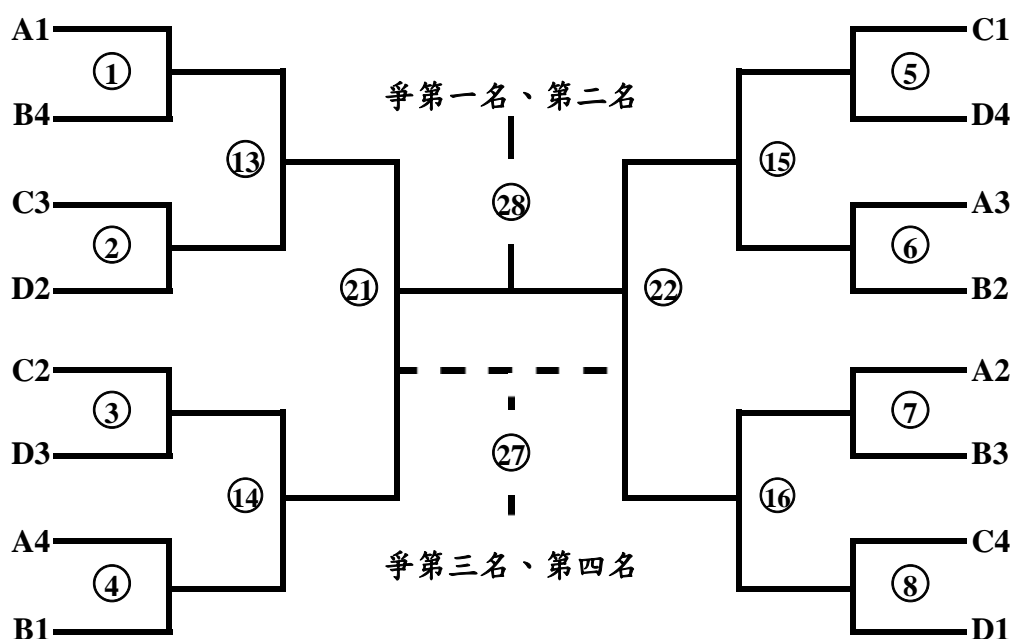 A1 C1
① ⑤
爭第一名、第二名
B4 D4
⑬ ⑮
C3 A3
㉘
② ⑥
D2 B2
㉑ ㉒
C2 A2
③ ⑦
D3 B3
㉗
⑭ ⑯
A4 C4
爭第三名、第四名
④ ⑧
B1 D1